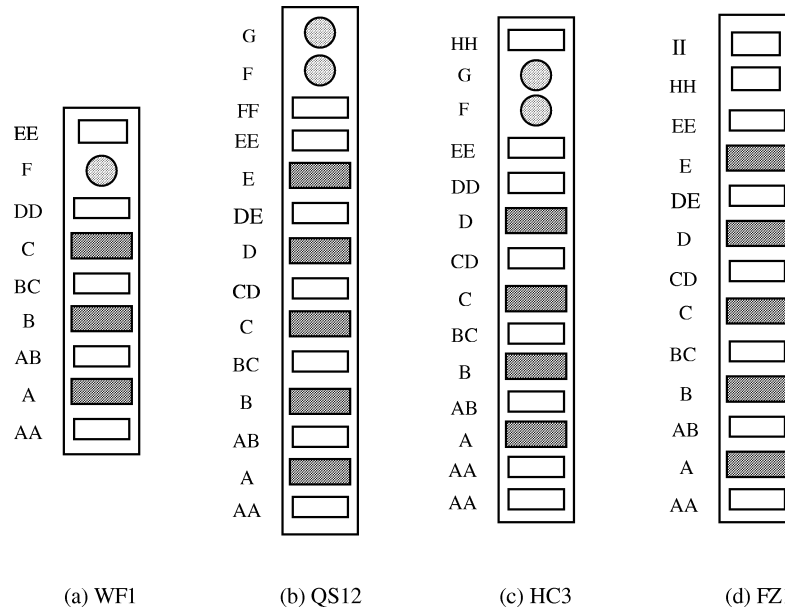 EE
F
DD
C
BC
B
AB
A
AA
(a) WF1
G
F
FF
EE
E
DE
D
CD
C
BC
B
AB
A
AA
(b) QS12
HH
G
F
EE
DD
D
CD
C
BC
B
AB
A
AA
AA
(c) HC3
II
HH
EE
E
DE
D
CD
C
BC
B
AB
A
AA
(d) FZ